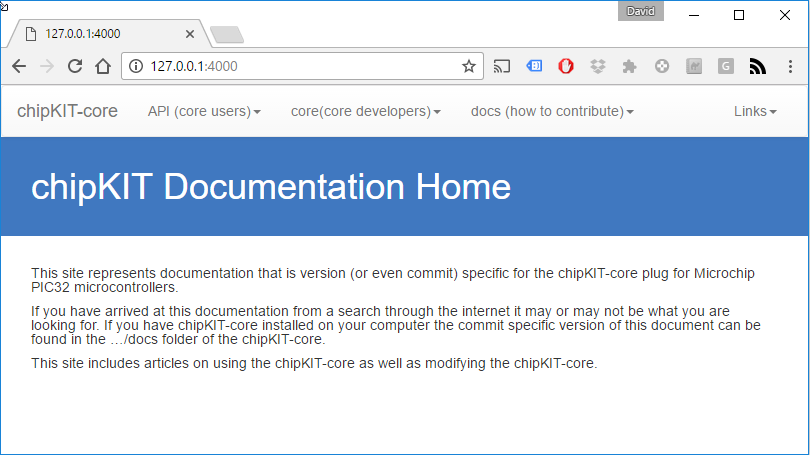 David
127.0.0.1:4000
127.0.0.1:4000
chipKIT-core API (core users) core(core developers) docs (how to contribute) Links
chipKIT Documentation Home
This site represents documentation that is version (or even commit) specific for the chipKIT-core plug for Microchip
PIC32 microcontrollers.
If you have arrived at this documentation from a search through the internet it may or may not be what you are
looking for. If you have chipKIT-core installed on your computer the commit specific version of this document can be
found in the …/docs folder of the chipKIT-core.
This site includes articles on using the chipKIT-core as well as modifying the chipKIT-core.